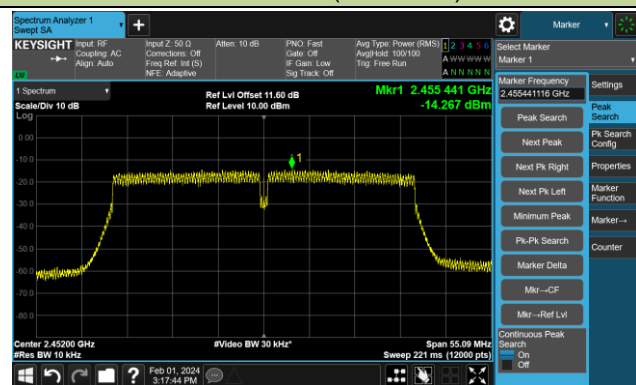 Spectrum Analyzer 1
Swept SA
Marker
KEYSIGHT
Input: RF
Coupling: AC
Align: Auto
Input Z: 50 Ω
Corrections: Off
Freq Ref: Int (S)
NFE: Adaptive
Atten: 10 dB
PNO: Fast
Gate: Off
IF Gain: Low
Sig Track: Off
Avg Type: Power (RMS)
Avg|Hold: 100/100
Trig: Free Run
1 2 3 4 5 6
A W W W W W
A N N N N N
LXI
Select Marker
Marker 1
1 Spectrum
Scale/Div 10 dB
Log
Ref Lvl Offset 11.60 dB
Ref Level 10.00 dBm
Mkr1 2.455 441 GHz
-14.267 dBm
1
0.00
-10.0
-20.0
-30.0
-40.0
-50.0
-60.0
-70.0
-80.0
Center 2.45200 GHz
#Res BW 10 kHz
#Video BW 30 kHz*
Span 55.09 MHz
Sweep 221 ms (12000 pts)
Marker Frequency
2.455441116 GHz
Peak Search
Next Peak
Next Pk Right
Next Pk Left
Minimum Peak
Pk-Pk Search
Marker Delta
Mkr→CF
Mkr→Ref Lvl
Continuous Peak
Search
On
Off
Settings
Peak
Search
Pk Search
Config
Properties
Marker
Function
Marker→
Counter
?
Feb 01, 2024
3:17:44 PM